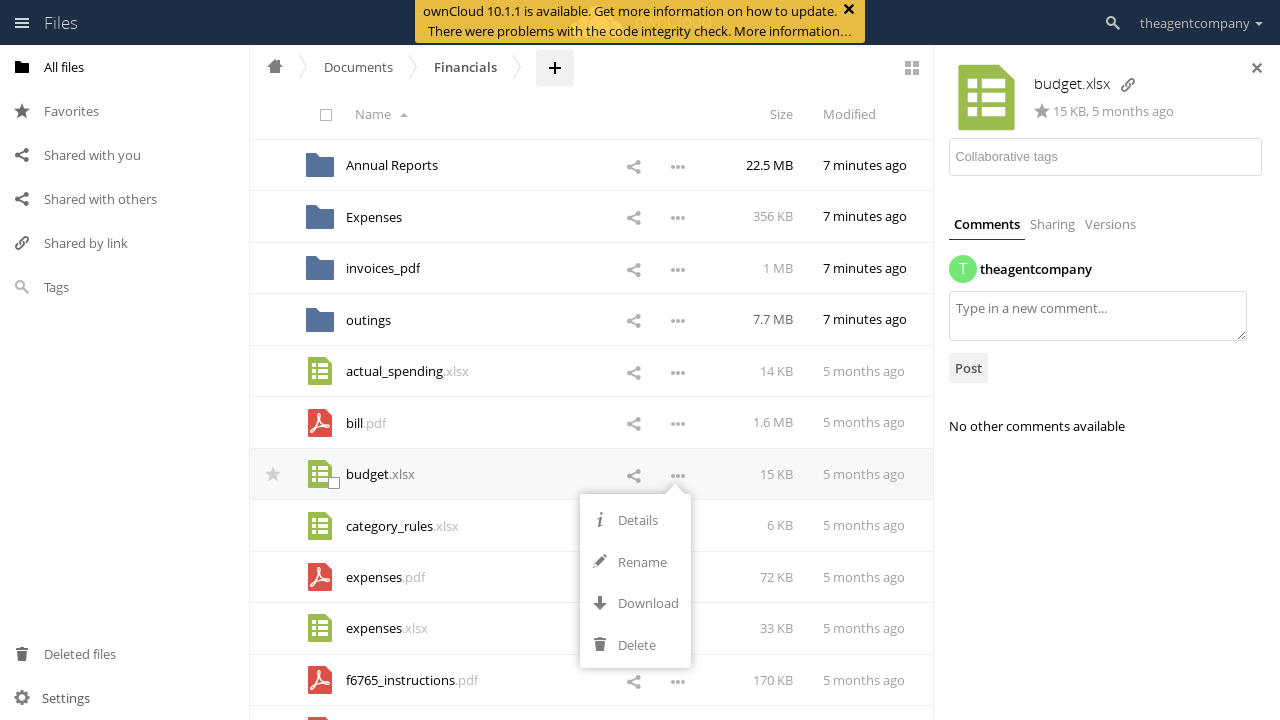 Files
ownCloud 10.1.1 is available. Get more information on how to update.
There were problems with the code integrity check. More information…
theagentcompany
All files
Favorites
Shared with you
Shared with others
Shared by link
Tags
Deleted files
Settings
Documents
Financials
Name
Size
Modified
Annual Reports 22.5 MB 7 minutes ago
Expenses 356 KB 7 minutes ago
invoices_pdf 1 MB 7 minutes ago
outings 7.7 MB 7 minutes ago
actual_spending.xlsx 14 KB 5 months ago
bill.pdf 1.6 MB 5 months ago
budget.xlsx 15 KB 5 months ago
category_rules.xlsx 6 KB 5 months ago
expenses.pdf 72 KB 5 months ago
expenses.xlsx 33 KB 5 months ago
f6765_instructions.pdf 170 KB 5 months ago
Details
Rename
Download
Delete
budget.xlsx
15 KB, 5 months ago
Collaborative tags
Comments Sharing Versions
T theagentcompany
Type in a new comment...
Post
No other comments available